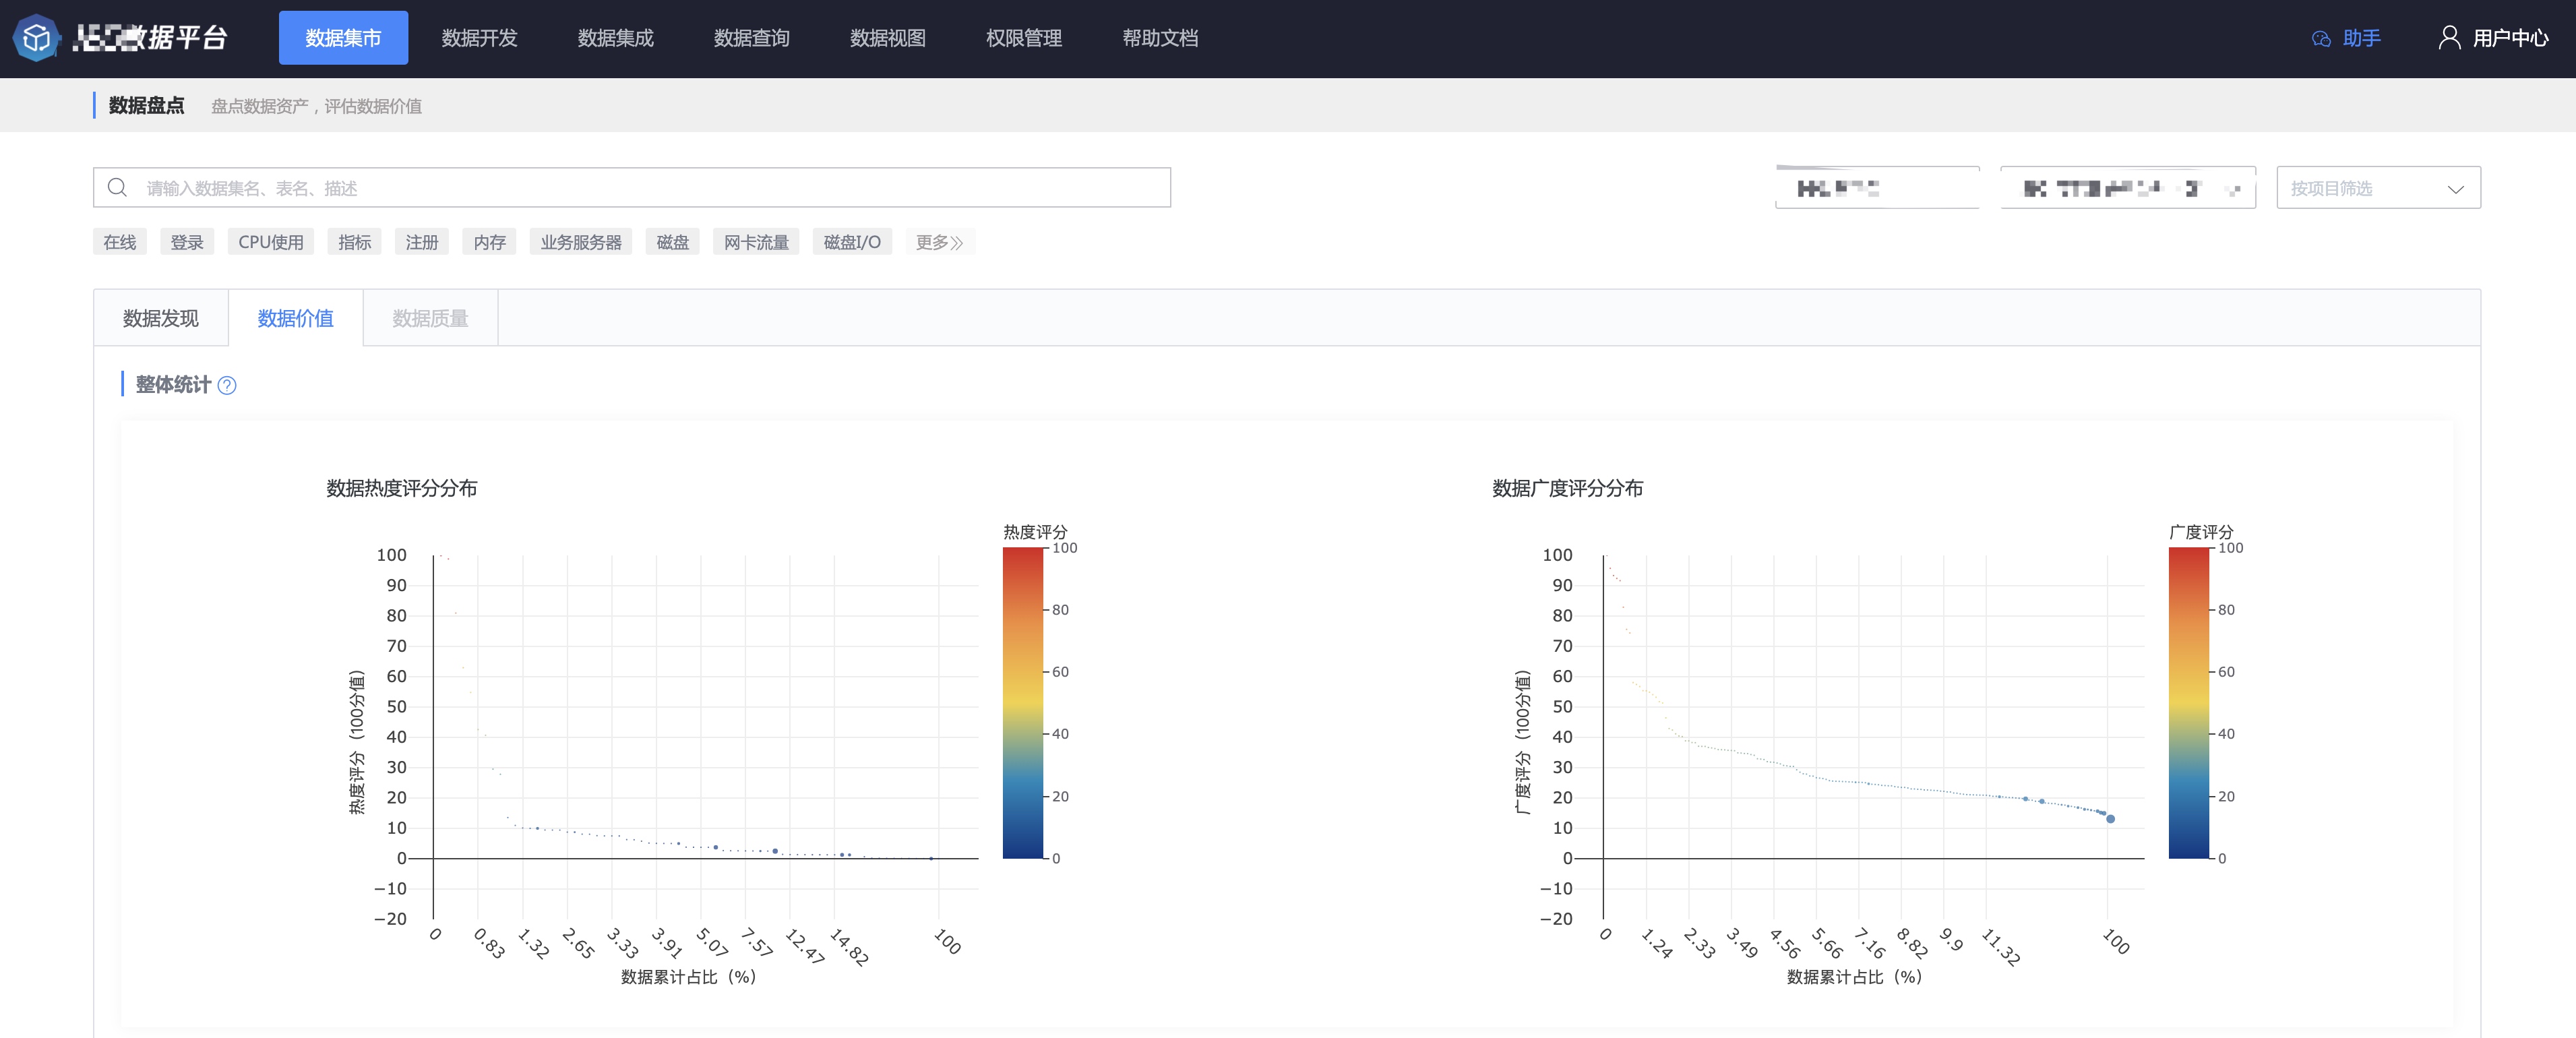 数据平台
数据集市 数据开发 数据集成 数据查询 数据视图 权限管理 帮助文档 助手 用户中心
数据盘点 盘点数据资产，评估数据价值
请输入数据集名、表名、描述 按项目筛选
在线 登录 CPU使用 指标 注册 内存 业务服务器 磁盘 网卡流量 磁盘I/O 更多
数据发现 数据价值 数据质量
整体统计
数据热度评分分布
热度评分
100
80
60
40
20
0
100
90
80
70
60
50
40
30
20
10
0
−10
−20
热度评分（100分值）
0 0.83 1.32 2.65 3.33 3.91 5.07 7.57 12.47 14.82 100
数据累计占比（%）
数据广度评分分布
广度评分
100
80
60
40
20
0
100
90
80
70
60
50
40
30
20
10
0
−10
−20
广度评分（100分值）
0 1.24 2.33 3.49 4.56 5.66 7.16 8.82 9.9 11.32 100
数据累计占比（%）